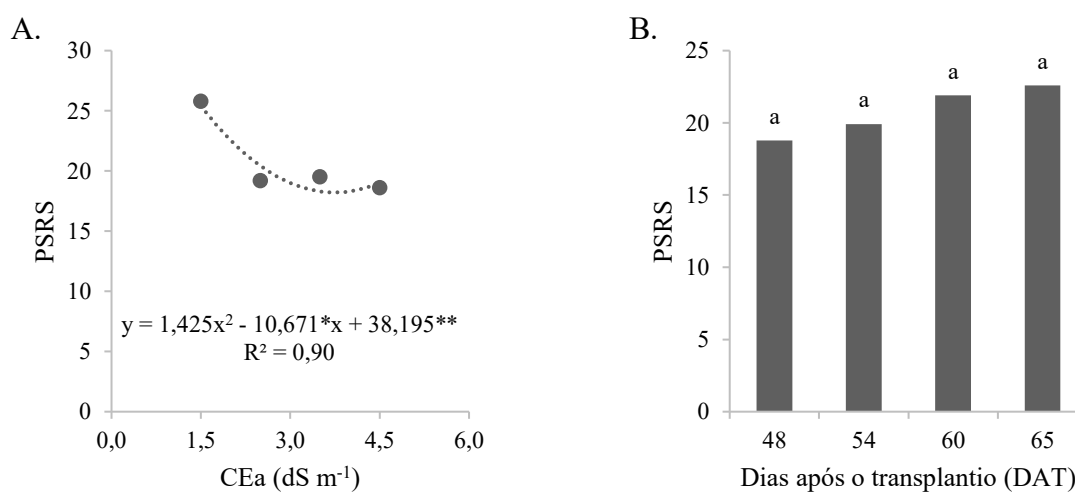 A.
30
25
20
15
10
5
0
PSRS
y = 1,425x² - 10,671*x + 38,195**
R² = 0,90
0,0 1,5 3,0 4,5 6,0
CEa (dS m⁻¹)
B.
25
20
15
10
5
0
PSRS
a a a a
48 54 60 65
Dias após o transplantio (DAT)